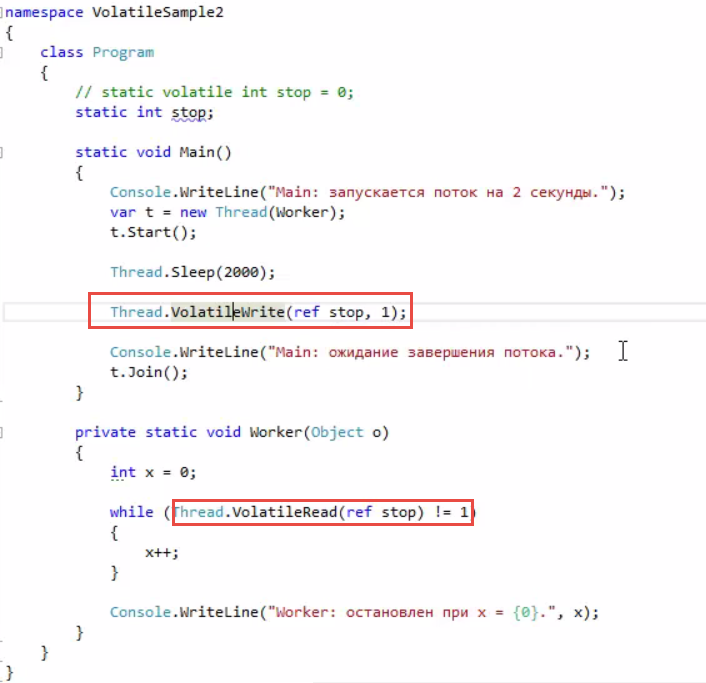 namespace VolatileSample2
{
class Program
{
// static volatile int stop = 0;
static int stop;
static void Main()
{
Console.WriteLine("Main: запускается поток на 2 секунды.");
var t = new Thread(Worker);
t.Start();
Thread.Sleep(2000);
Thread.VolatileWrite(ref stop, 1);
Console.WriteLine("Main: ожидание завершения потока.");
t.Join();
}
private static void Worker(Object o)
{
int x = 0;
while (Thread.VolatileRead(ref stop) != 1)
{
x++;
}
Console.WriteLine("Worker: остановлен при x = {0}.", x);
}
}
}